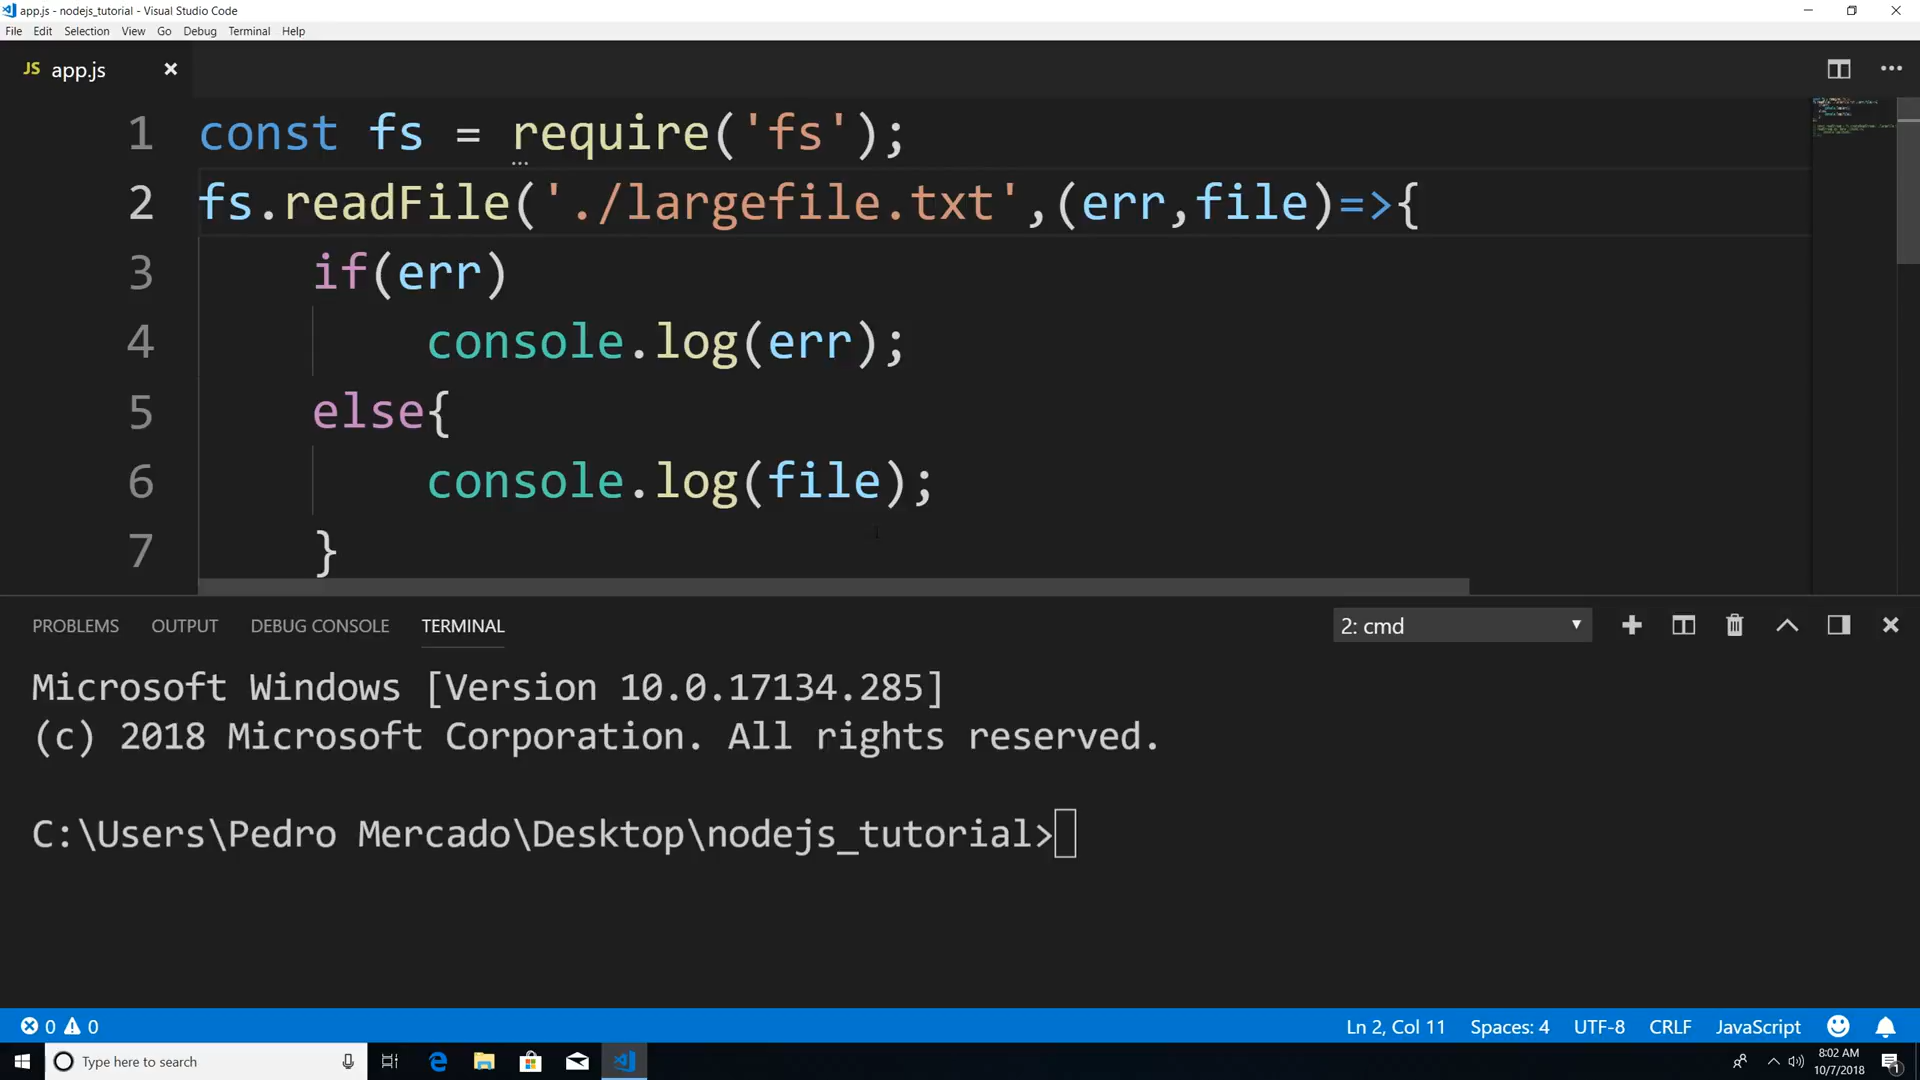 app.js - nodejs_tutorial - Visual Studio Code
File Edit Selection View Go Debug Terminal Help
JS app.js
1 const fs = require('fs');
2 fs.readFile('./largefile.txt',(err,file)=>{
3 if(err)
4 console.log(err);
5 else{
6 console.log(file);
7 }
PROBLEMS OUTPUT DEBUG CONSOLE TERMINAL 2: cmd
Microsoft Windows [Version 10.0.17134.285]
(c) 2018 Microsoft Corporation. All rights reserved.
C:\Users\Pedro Mercado\Desktop\nodejs_tutorial>
0 0 Ln 2, Col 11 Spaces: 4 UTF-8 CRLF JavaScript
Type here to search 8:02 AM
10/7/2018 1